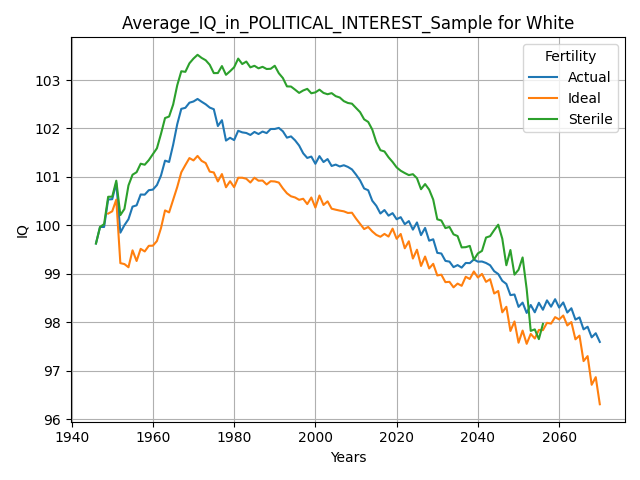 Average_IQ_in_POLITICAL_INTEREST_Sample for White
Fertility
Actual
Ideal
Sterile
IQ
103
102
101
100
99
98
97
96
1940
1960
1980
2000
2020
2040
2060
Years